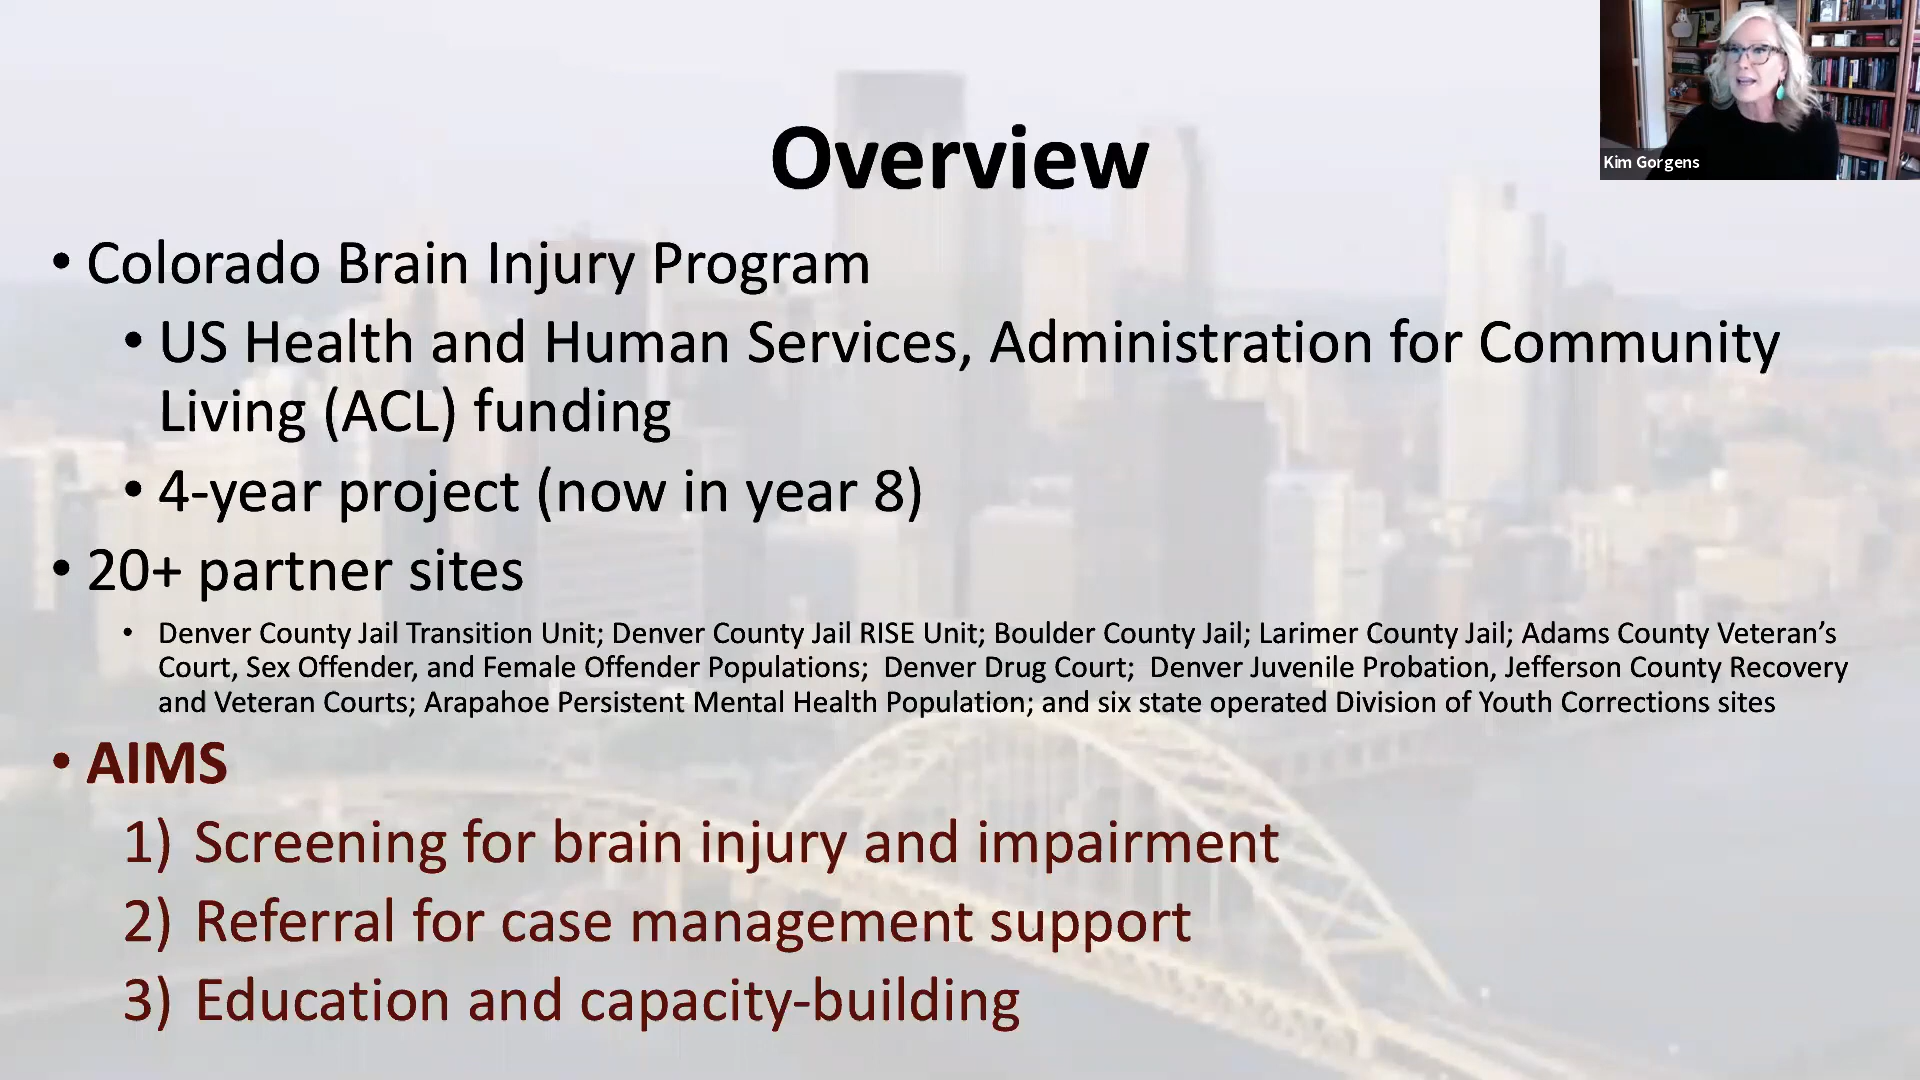 Overview
Kim Gorgens
• Colorado Brain Injury Program
• US Health and Human Services, Administration for Community
Living (ACL) funding
• 4-year project (now in year 8)
• 20+ partner sites
• Denver County Jail Transition Unit; Denver County Jail RISE Unit; Boulder County Jail; Larimer County Jail; Adams County Veteran’s
Court, Sex Offender, and Female Offender Populations;  Denver Drug Court;  Denver Juvenile Probation, Jefferson County Recovery
and Veteran Courts; Arapahoe Persistent Mental Health Population; and six state operated Division of Youth Corrections sites
• AIMS
1) Screening for brain injury and impairment
2) Referral for case management support
3) Education and capacity-building